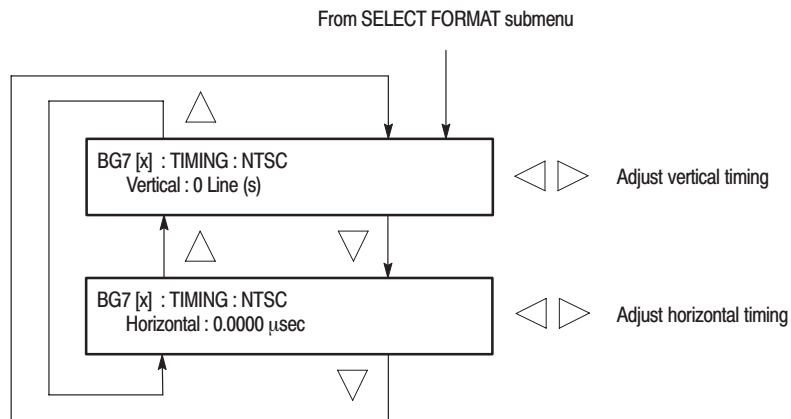 From SELECT FORMAT submenu
BG7 [x] : TIMING : NTSC
Vertical : 0 Line (s)
Adjust vertical timing
BG7 [x] : TIMING : NTSC
Horizontal : 0.0000 μsec
Adjust horizontal timing